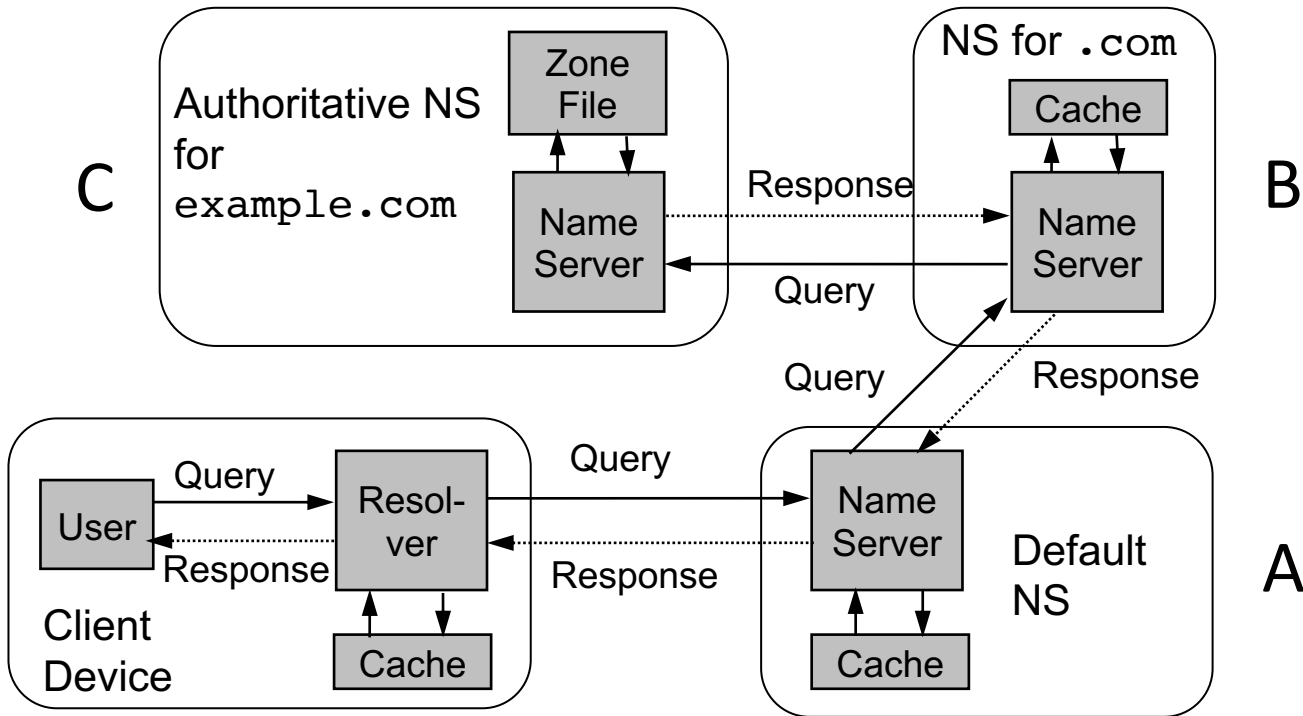 Zone
File
Authoritative NS
for
example.com
Name
Server
C
Response
Query
NS for .com
Cache
Name
Server
B
Query
Response
User
Query
Response
Resol-
ver
Cache
Client
Device
Query
Response
Name
Server
Cache
Default
NS
A